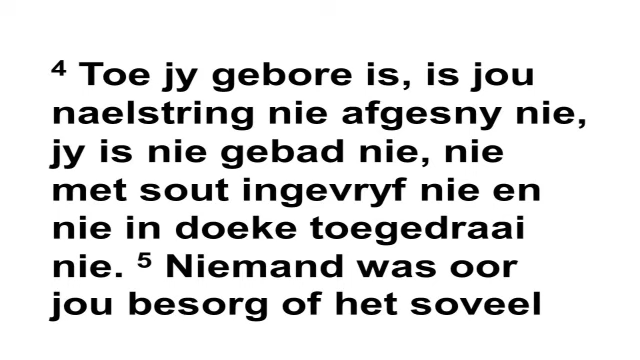 ⁴ Toe jy gebore is, is jou
naelstring nie afgesny nie,
jy is nie gebad nie, nie
met sout ingevryf nie en
nie in doeke toegedraai
nie. ⁵ Niemand was oor
jou besorg of het soveel